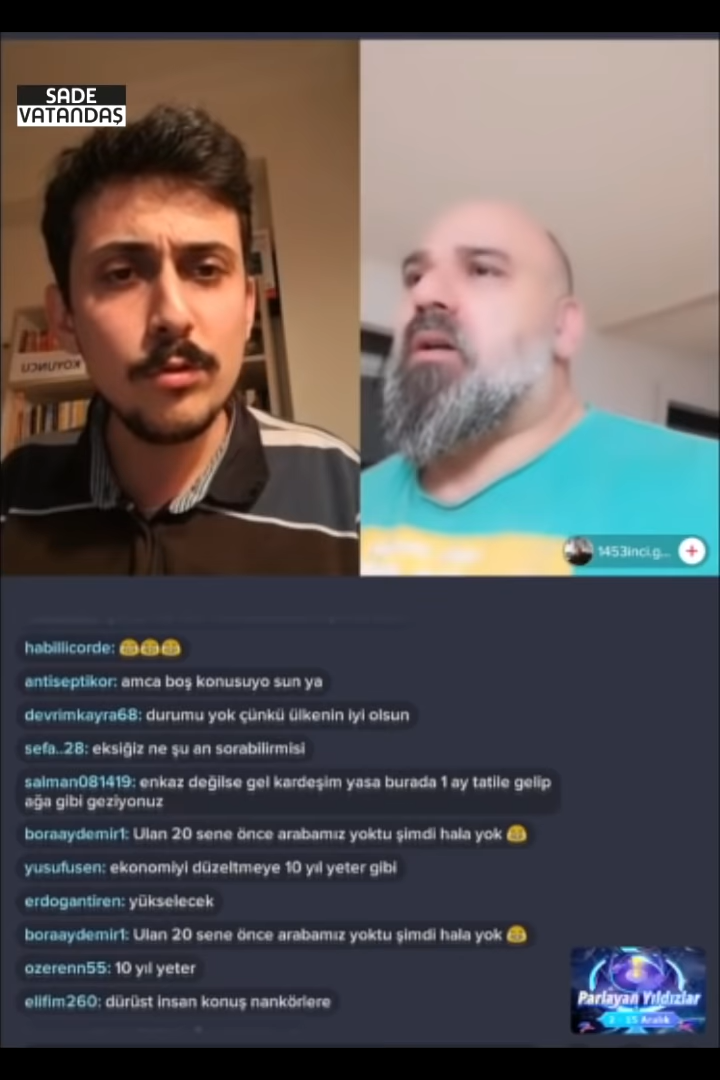 SADE
VATANDAŞ
KOYUNCU
1453inci.g...
habillicorde: 😂😂😂
antiseptikor: amca boş konusuyo sun ya
devrimkayra68: durumu yok çünkü ülkenin iyi olsun
sefa..28: eksiğiz ne şu an sorabilirmisi
salman081419: enkaz değilse gel kardeşim yasa burada 1 ay tatile gelip
ağa gibi geziyonuz
boraaydemir1: Ulan 20 sene önce arabamız yoktu şimdi hala yok 😂
yusufusen: ekonomiyi düzeltmeye 10 yıl yeter gibi
erdogantiren: yükselecek
boraaydemir1: Ulan 20 sene önce arabamız yoktu şimdi hala yok 😂
ozerenn55: 10 yıl yeter
elifim260: dürüst insan konuş nankörlere
Parlayan Yıldızlar
2 - 15 Aralık